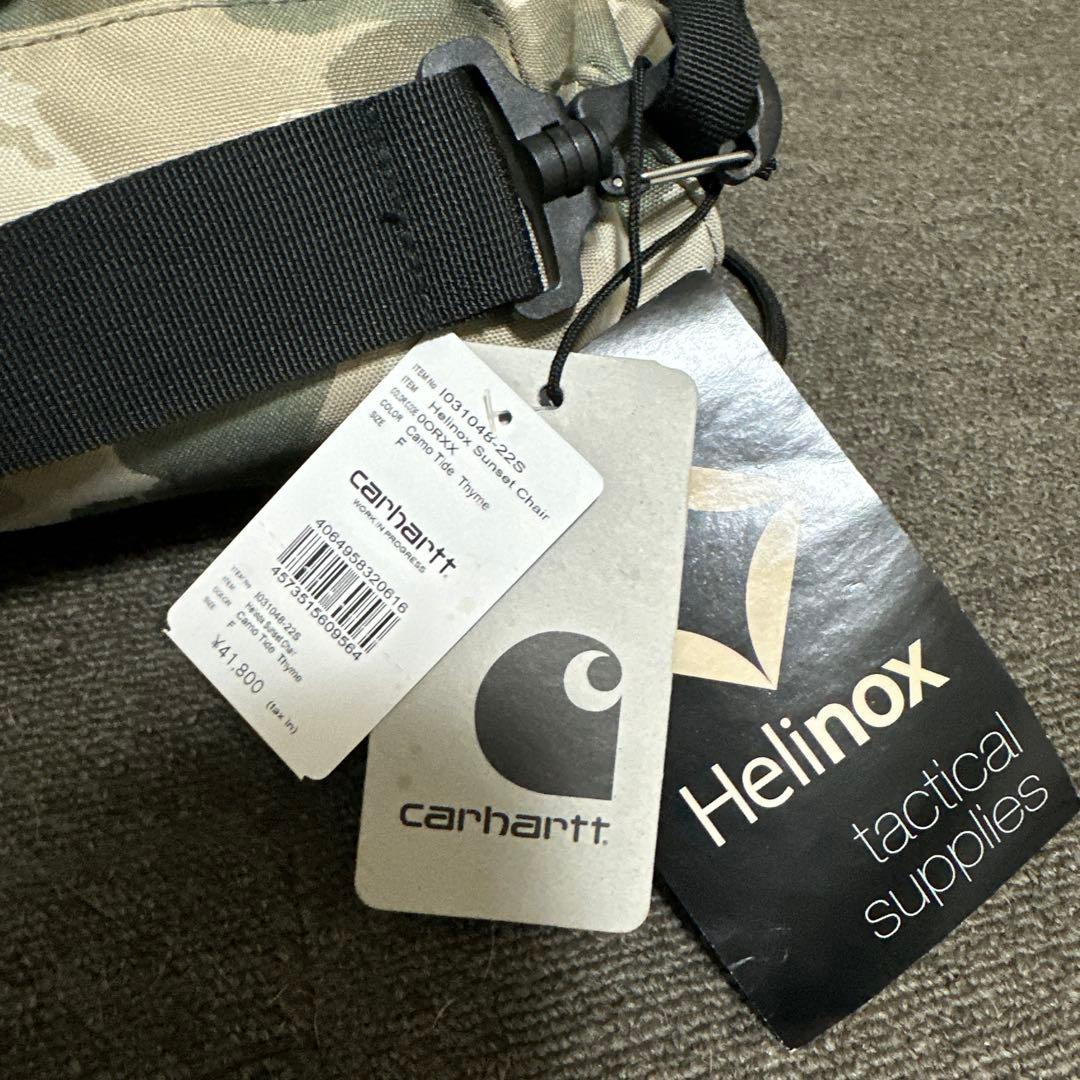 ITEM No I031048-22S
ITEM Helinox Sunset Chair
COLOR CODE 0ORXX
COLOR Camo Tide Thyme
SIZE F
carhartt
WORK IN PROGRESS
4064958320616
4573515609564
ITEM No I031048-22S
ITEM Helinox Sunset Chair
COLOR Camo Tide Thyme
SIZE F
¥41,800 (tax in)
carhartt
Helinox
tactical
supplies